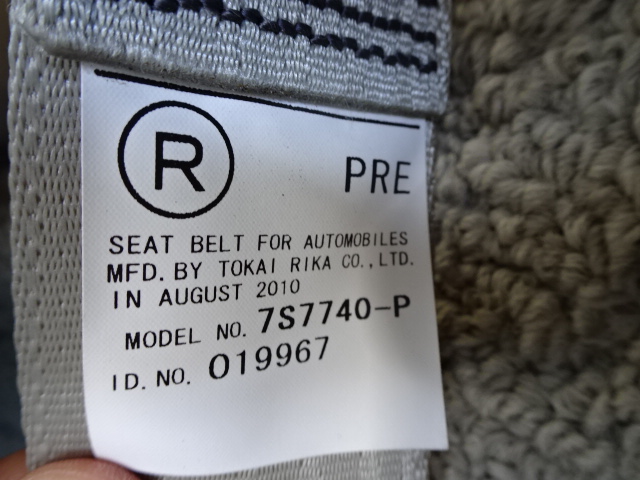 R
PRE
SEAT BELT FOR AUTOMOBILES
MFD. BY TOKAI RIKA CO., LTD.
IN AUGUST 2010
MODEL NO. 7S7740-P
ID. NO. 019967